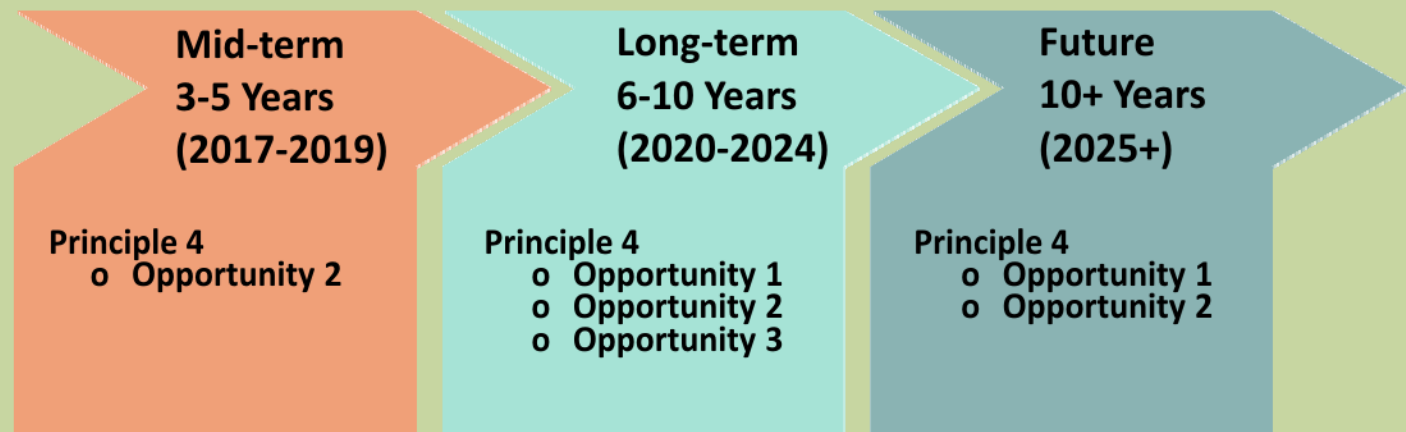 Mid-term
3-5 Years
(2017-2019)
Principle 4
o Opportunity 2
Long-term
6-10 Years
(2020-2024)
Principle 4
o Opportunity 1
o Opportunity 2
o Opportunity 3
Future
10+ Years
(2025+)
Principle 4
o Opportunity 1
o Opportunity 2